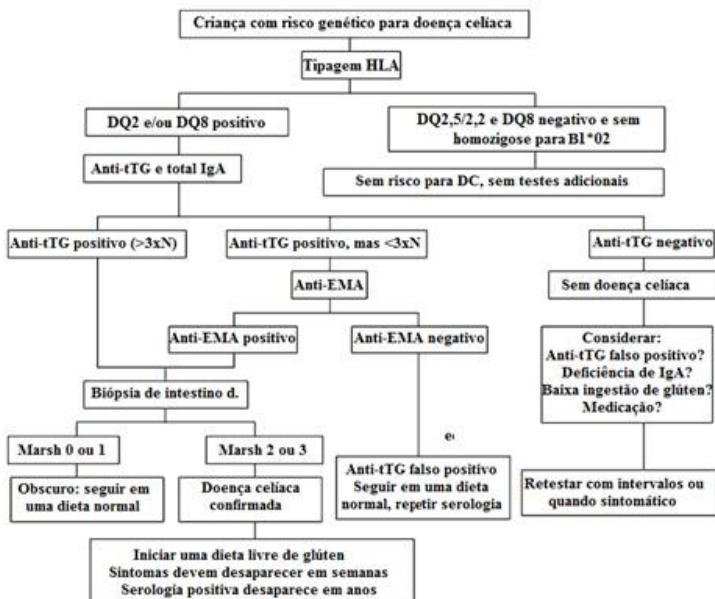 Criança com risco genético para doença celíaca
Tipagem HLA
DQ2 e/ou DQ8 positivo
DQ2,5/2,2 e DQ8 negativo e sem
homozigose para B1*02
Anti-tTG e total IgA
Sem risco para DC, sem testes adicionais
Anti-tTG positivo (>3xN)
Anti-tTG positivo, mas <3xN
Anti-tTG negativo
Anti-EMA
Sem doença celíaca
Anti-EMA positivo
Anti-EMA negativo
Considerar:
Anti-tTG falso positivo?
Deficiência de IgA?
Baixa ingestão de glúten?
Medicação?
Biópsia de intestino d.
Marsh 0 ou 1
Marsh 2 ou 3
Obscuro: seguir em
uma dieta normal
Doença celíaca
confirmada
Anti-tTG falso positivo
Seguir em uma dieta
normal, repetir serologia
Retestar com intervalos ou
quando sintomático
Iniciar uma dieta livre de glúten
Sintomas devem desaparecer em semanas
Serologia positiva desaparece em anos